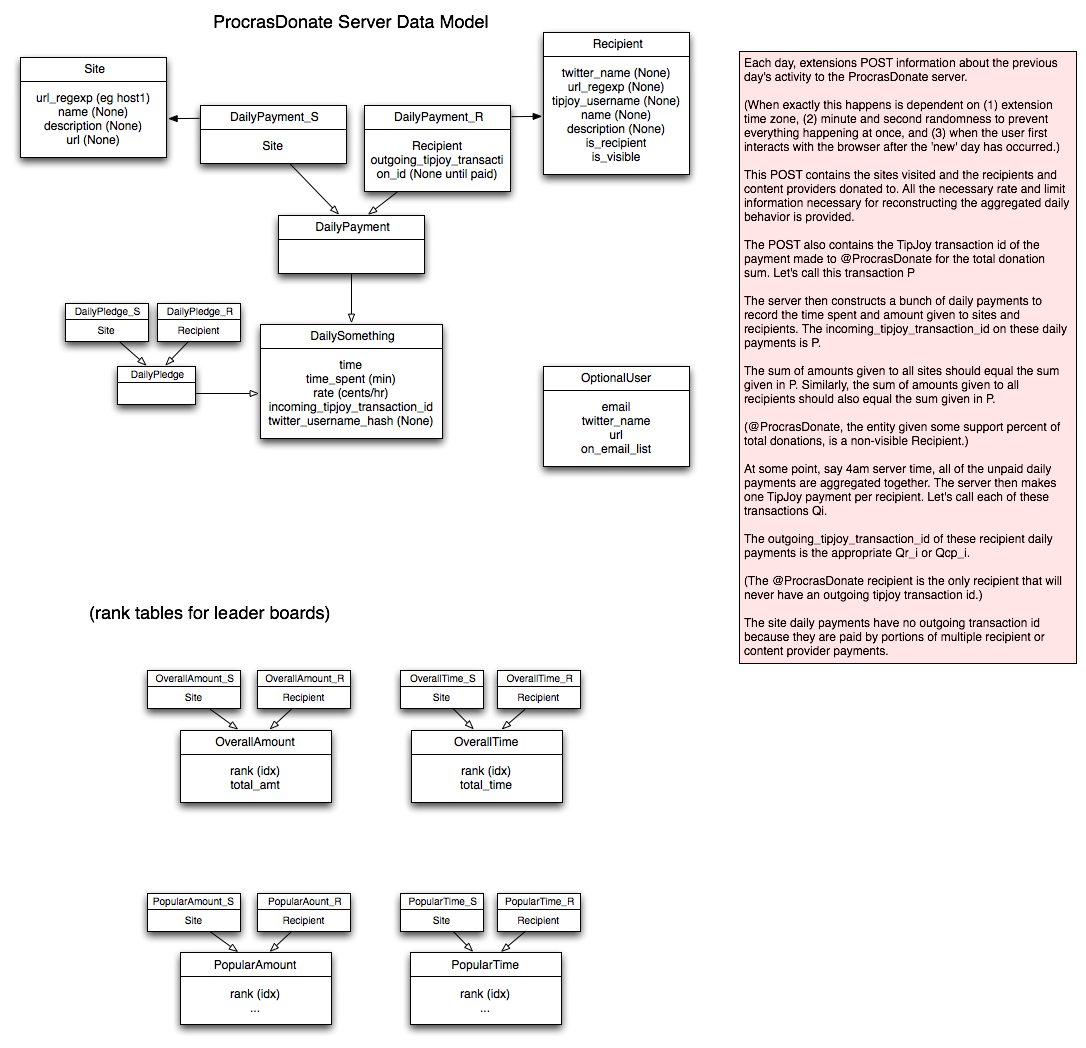 ProcrasDonate Server Data Model
Site
url_regexp (eg host1)
name (None)
description (None)
url (None)
DailyPayment_S
Site
DailyPayment_R
Recipient
outgoing_tipjoy_transacti
on_id (None until paid)
Recipient
twitter_name (None)
url_regexp (None)
tipjoy_username (None)
name (None)
description (None)
is_recipient
is_visible
DailyPayment
DailyPledge_S
Site
DailyPledge_R
Recipient
DailyPledge
DailySomething
time
time_spent (min)
rate (cents/hr)
incoming_tipjoy_transaction_id
twitter_username_hash (None)
OptionalUser
email
twitter_name
url
on_email_list
Each day, extensions POST information about the previous
day's activity to the ProcrasDonate server.
(When exactly this happens is dependent on (1) extension
time zone, (2) minute and second randomness to prevent
everything happening at once, and (3) when the user first
interacts with the browser after the 'new' day has occurred.)
This POST contains the sites visited and the recipients and
content providers donated to. All the necessary rate and limit
information necessary for reconstructing the aggregated daily
behavior is provided.
The POST also contains the TipJoy transaction id of the
payment made to @ProcrasDonate for the total donation
sum. Let's call this transaction P
The server then constructs a bunch of daily payments to
record the time spent and amount given to sites and
recipients. The incoming_tipjoy_transaction_id on these daily
payments is P.
The sum of amounts given to all sites should equal the sum
given in P. Similarly, the sum of amounts given to all
recipients should also equal the sum given in P.
(@ProcrasDonate, the entity given some support percent of
total donations, is a non-visible Recipient.)
At some point, say 4am server time, all of the unpaid daily
payments are aggregated together. The server then makes
one TipJoy payment per recipient. Let's call each of these
transactions Qi.
The outgoing_tipjoy_transaction_id of these recipient daily
payments is the appropriate Qr_i or Qcp_i.
(The @ProcrasDonate recipient is the only recipient that will
never have an outgoing tipjoy transaction id.)
The site daily payments have no outgoing transaction id
because they are paid by portions of multiple recipient or
content provider payments.
(rank tables for leader boards)
OverallAmount_S
Site
OverallAmount_R
Recipient
OverallAmount
rank (idx)
total_amt
OverallTime_S
Site
OverallTime_R
Recipient
OverallTime
rank (idx)
total_time
PopularAmount_S
Site
PopularAount_R
Recipient
PopularAmount
rank (idx)
...
PopularTime_S
Site
PopularTime_R
Recipient
PopularTime
rank (idx)
...